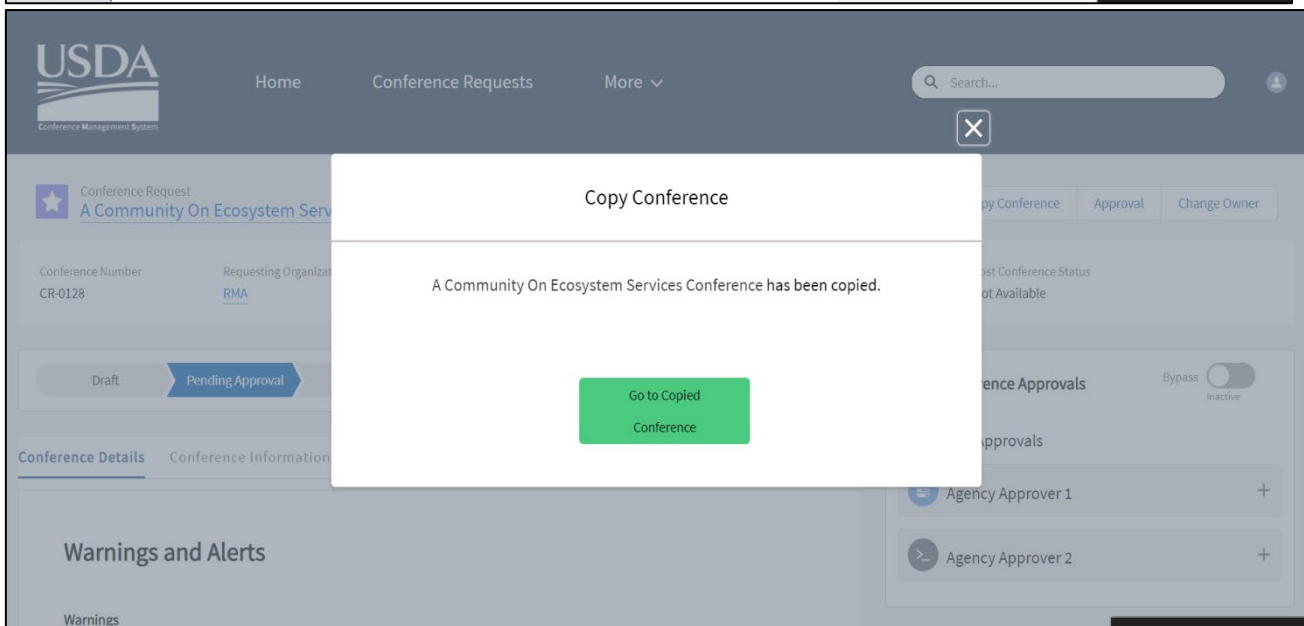 USDA
Conference Management System
Home
Conference Requests
More
Search...
Conference Request
A Community On Ecosystem Serv
py Conference
Approval
Change Owner
Copy Conference
Conference Number
CR-0128
Requesting Organizat
RMA
ost Conference Status
ot Available
A Community On Ecosystem Services Conference has been copied.
Go to Copied
Conference
Draft
Pending Approval
ence Approvals
Bypass
Inactive
Approvals
Conference Details
Conference Information
Agency Approver 1
Agency Approver 2
Warnings and Alerts
Warnings